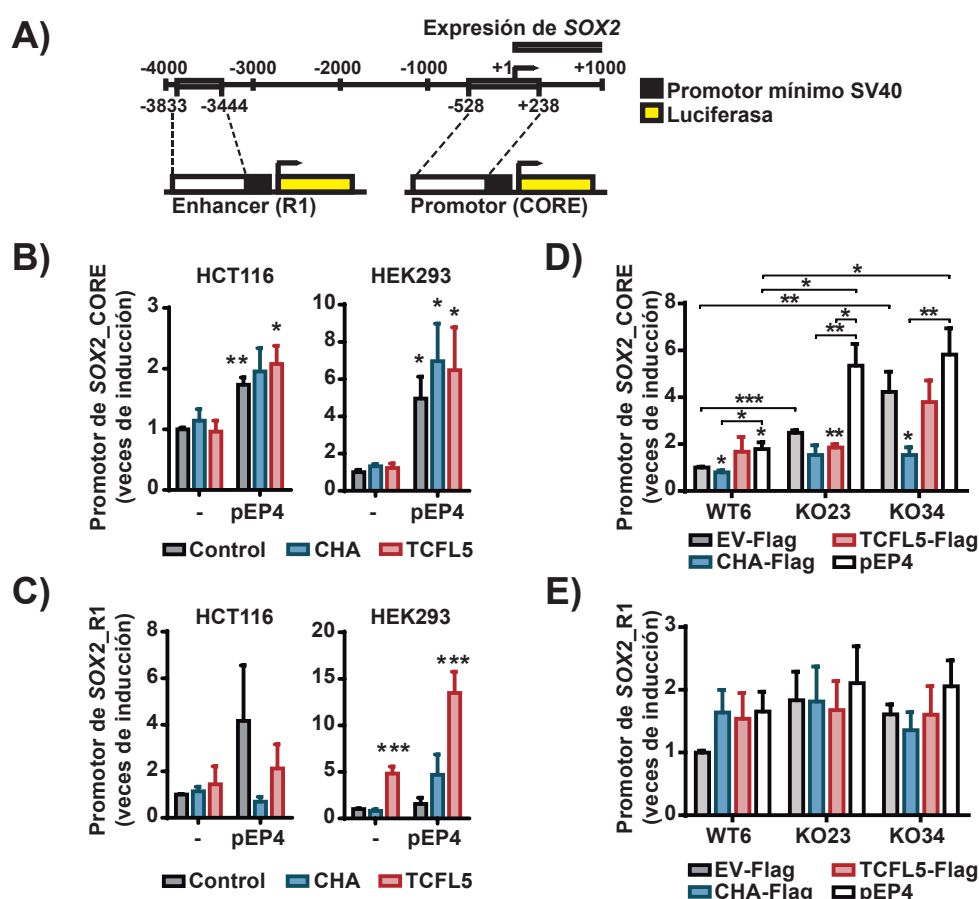 A)
Expresión de SOX2
-4000 -3000 -2000 -1000 +1 +1000
-3833 -3444 -528 +238
Promotor mínimo SV40
Luciferasa
Enhancer (R1) Promotor (CORE)
B)
HCT116 HEK293
Promotor de SOX2_CORE
(veces de inducción)
3
2
1
0
** *
- pEP4
10
8
6
4
2
0
* * *
- pEP4
Control CHA TCFL5
C)
HCT116 HEK293
Promotor de SOX2_R1
(veces de inducción)
8
6
4
2
0
- pEP4
20
15
10
5
0
*** ***
- pEP4
Control CHA TCFL5
D)
Promotor de SOX2_CORE
(veces de inducción)
8
6
4
2
0
*
*
**
* **
**
***
*
* * ** *
WT6 KO23 KO34
EV-Flag TCFL5-Flag
CHA-Flag pEP4
E)
Promotor de SOX2_R1
(veces de inducción)
3
2
1
0
WT6 KO23 KO34
EV-Flag TCFL5-Flag
CHA-Flag pEP4